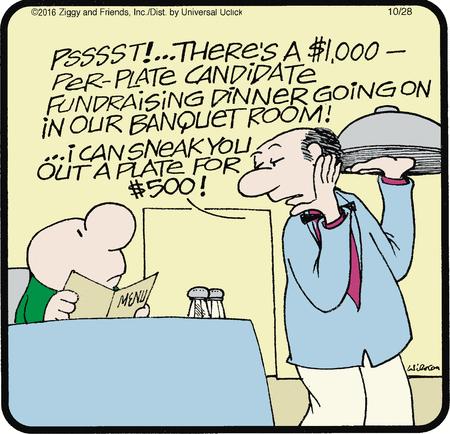 ©2016 Ziggy and Friends, Inc./Dist. by Universal Uclick 10/28
PSSSST!...THERE'S A $1,000 —
PER-PLATE CANDIDATE
FUNDRAISING DINNER GOING ON
IN OUR BANQUET ROOM!
...I CAN SNEAK YOU
OUT A PLATE FOR
$500!
MENU
Wilson